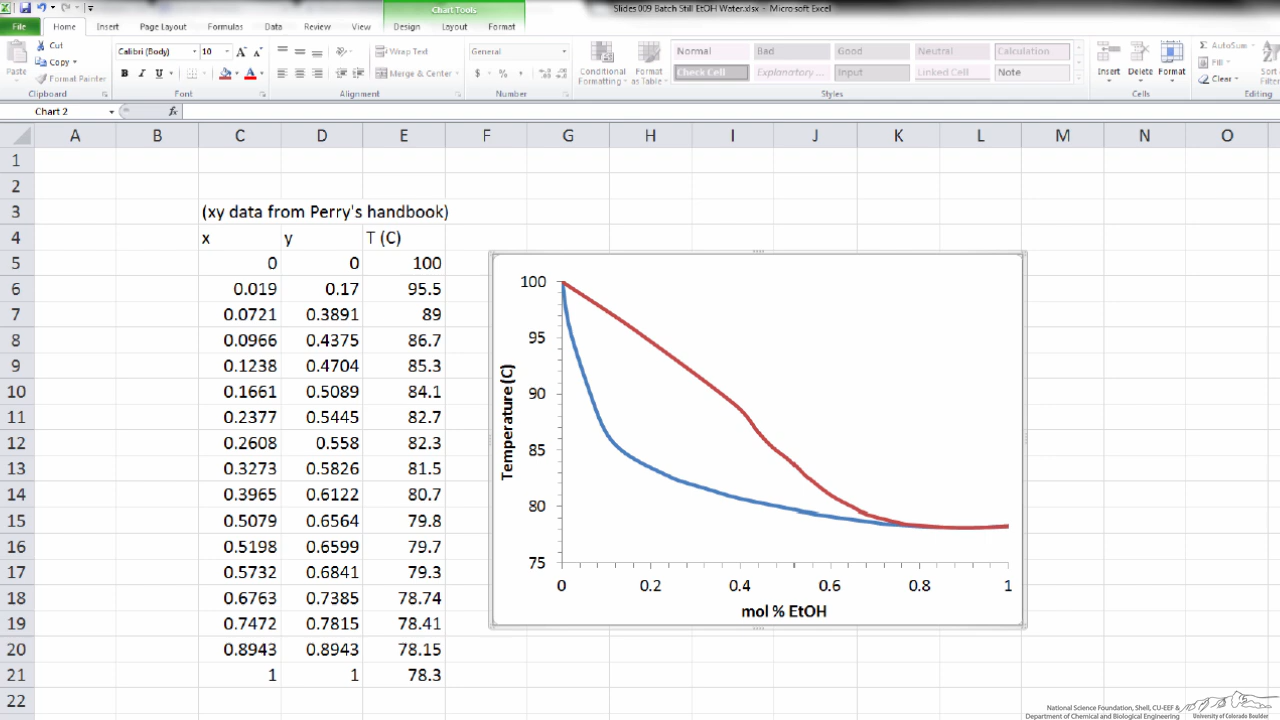 Chart Tools
Slides 009 Batch Still EtOH Water.xlsx - Microsoft Excel
File Home Insert Page Layout Formulas Data Review View Design Layout Format
Cut
Copy
Format Painter
Paste
Clipboard
Calibri (Body) 10 A A
B I U A
Font
Wrap Text
Merge & Center
Alignment
General
$ % ,
Number
Conditional Formatting
Format as Table
Normal Bad Good Neutral Calculation
Check Cell Explanatory ... Input Linked Cell Note
Styles
Insert Delete Format
Cells
AutoSum
Fill
Clear
Editing
Chart 2 fx
A B C D E F G H I J K L M N O
1
2
3 (xy data from Perry's handbook)
4 x y T (C)
5 0 0 100
6 0.019 0.17 95.5
7 0.0721 0.3891 89
8 0.0966 0.4375 86.7
9 0.1238 0.4704 85.3
10 0.1661 0.5089 84.1
11 0.2377 0.5445 82.7
12 0.2608 0.558 82.3
13 0.3273 0.5826 81.5
14 0.3965 0.6122 80.7
15 0.5079 0.6564 79.8
16 0.5198 0.6599 79.7
17 0.5732 0.6841 79.3
18 0.6763 0.7385 78.74
19 0.7472 0.7815 78.41
20 0.8943 0.8943 78.15
21 1 1 78.3
22
Temperature (C)
100
95
90
85
80
75
0 0.2 0.4 0.6 0.8 1
mol % EtOH
National Science Foundation, Shell, CU-EEF &
Department of Chemical and Biological Engineering
University of Colorado Boulder